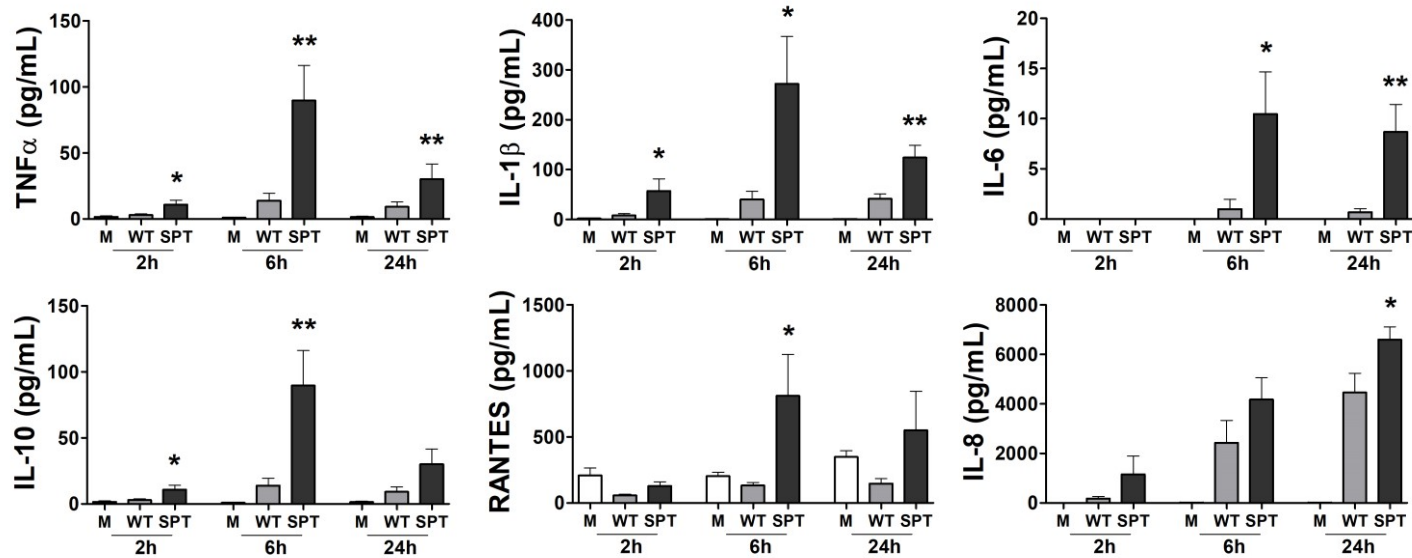 TNFα (pg/mL)
150
100
50
0
*
**
**
M WT SPT M WT SPT M WT SPT
2h 6h 24h
IL-1β (pg/mL)
400
300
200
100
0
*
*
**
M WT SPT M WT SPT M WT SPT
2h 6h 24h
IL-6 (pg/mL)
20
15
10
5
0
*
**
M WT SPT M WT SPT M WT SPT
2h 6h 24h
IL-10 (pg/mL)
150
100
50
0
*
**
M WT SPT M WT SPT M WT SPT
2h 6h 24h
RANTES (pg/mL)
1500
1000
500
0
*
M WT SPT M WT SPT M WT SPT
2h 6h 24h
IL-8 (pg/mL)
8000
6000
4000
2000
0
*
M WT SPT M WT SPT M WT SPT
2h 6h 24h